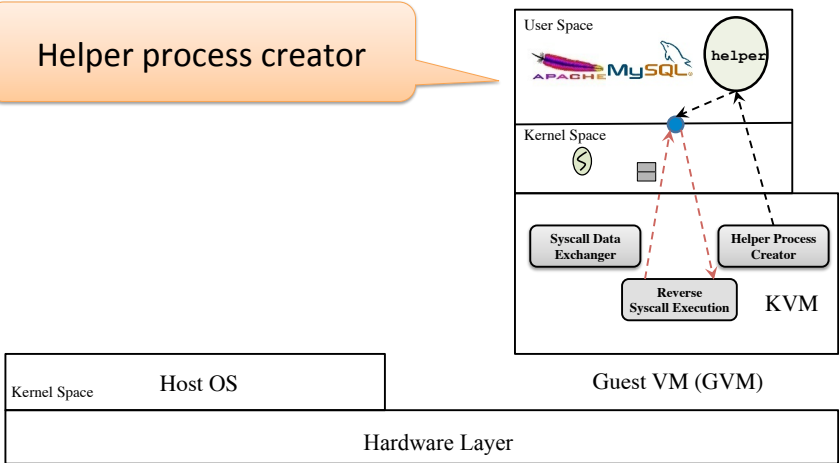 Helper process creator
User Space
APACHE
MySQL
helper
Kernel Space
S
Syscall Data
Exchanger
Helper Process
Creator
Reverse
Syscall Execution
KVM
Kernel Space
Host OS
Guest VM (GVM)
Hardware Layer